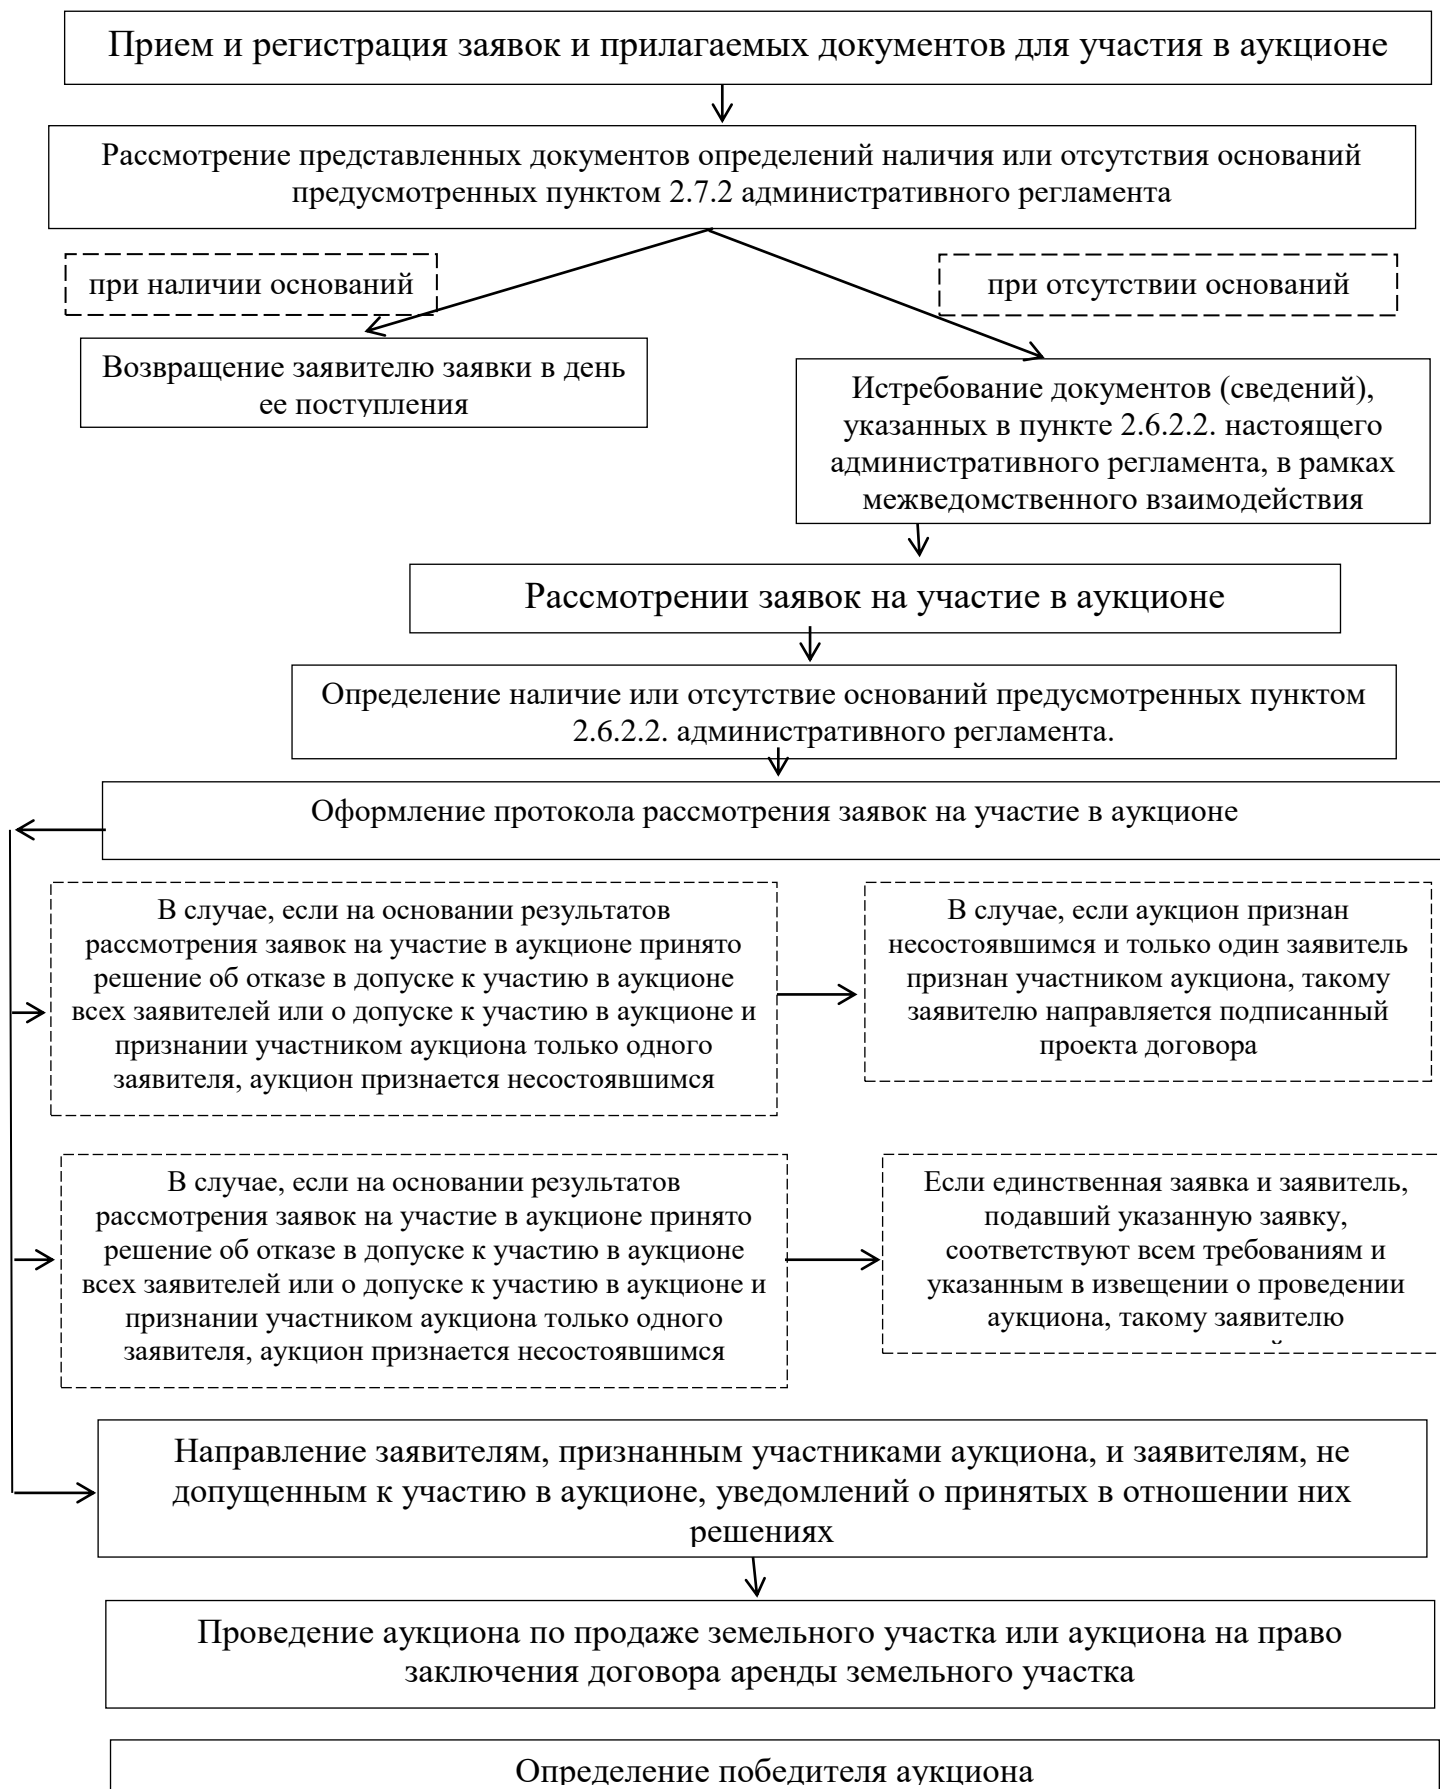 Прием и регистрация заявок и прилагаемых документов для участия в аукционе
Рассмотрение представленных документов определений наличия или отсутствия оснований
предусмотренных пунктом 2.7.2 административного регламента
при наличии оснований
при отсутствии оснований
Возвращение заявителю заявки в день
ее поступления
Истребование документов (сведений),
указанных в пункте 2.6.2.2. настоящего
административного регламента, в рамках
межведомственного взаимодействия
Рассмотрении заявок на участие в аукционе
Определение наличие или отсутствие оснований предусмотренных пунктом
2.6.2.2. административного регламента.
Оформление протокола рассмотрения заявок на участие в аукционе
В случае, если на основании результатов
рассмотрения заявок на участие в аукционе принято
решение об отказе в допуске к участию в аукционе
всех заявителей или о допуске к участию в аукционе и
признании участником аукциона только одного
заявителя, аукцион признается несостоявшимся
В случае, если аукцион признан
несостоявшимся и только один заявитель
признан участником аукциона, такому
заявителю направляется подписанный
проекта договора
В случае, если на основании результатов
рассмотрения заявок на участие в аукционе принято
решение об отказе в допуске к участию в аукционе
всех заявителей или о допуске к участию в аукционе и
признании участником аукциона только одного
заявителя, аукцион признается несостоявшимся
Если единственная заявка и заявитель,
подавший указанную заявку,
соответствуют всем требованиям и
указанным в извещении о проведении
аукциона, такому заявителю
Направление заявителям, признанным участниками аукциона, и заявителям, не
допущенным к участию в аукционе, уведомлений о принятых в отношении них
решениях
Проведение аукциона по продаже земельного участка или аукциона на право
заключения договора аренды земельного участка
Определение победителя аукциона